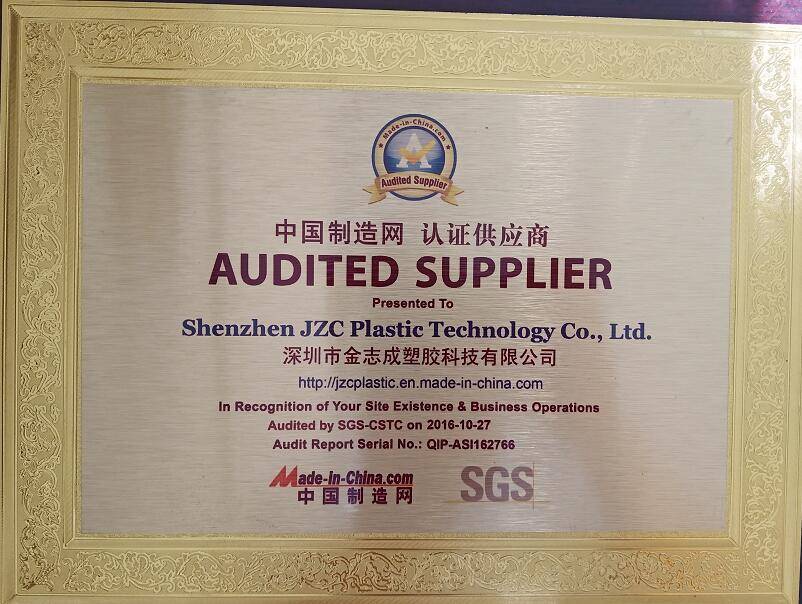 Made-in-China.com
A
Audited Supplier
中国制造网 认证供应商
AUDITED SUPPLIER
Presented To
Shenzhen JZC Plastic Technology Co., Ltd.
深圳市金志成塑胶科技有限公司
http://jzcplastic.en.made-in-china.com
In Recognition of Your Site Existence & Business Operations
Audited by SGS-CSTC on 2016-10-27
Audit Report Serial No.: QIP-ASI162766
Made-in-China.com
中国制造网
SGS